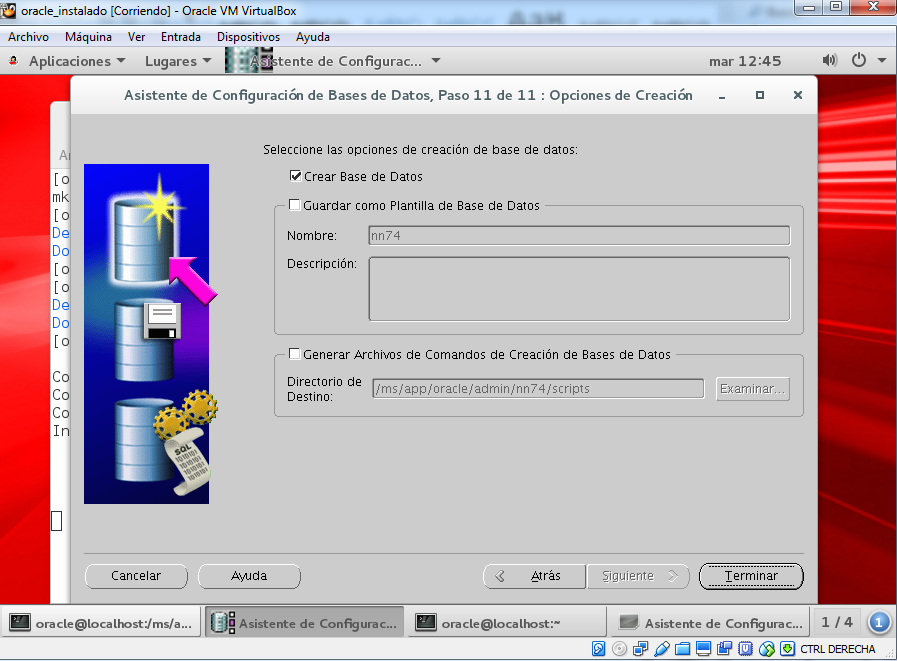 oracle_instalado [Corriendo] - Oracle VM VirtualBox
Archivo Máquina Ver Entrada Dispositivos Ayuda
Aplicaciones Lugares Asistente de Configurac... mar 12:45
Asistente de Configuración de Bases de Datos, Paso 11 de 11 : Opciones de Creación
Seleccione las opciones de creación de base de datos:
Crear Base de Datos
Guardar como Plantilla de Base de Datos
Nombre: nn74
Descripción:
Generar Archivos de Comandos de Creación de Bases de Datos
Directorio de Destino: /ms/app/oracle/admin/nn74/scripts Examinar...
[o
mk
[o
De
Do
[o
[o
De
Do
[o
Co
Co
Co
In
SQL
Cancelar Ayuda Atrás Siguiente Terminar
oracle@localhost:/ms/a... Asistente de Configurac... oracle@localhost:~ Asistente de Configurac... 1 / 4 1
CTRL DERECHA